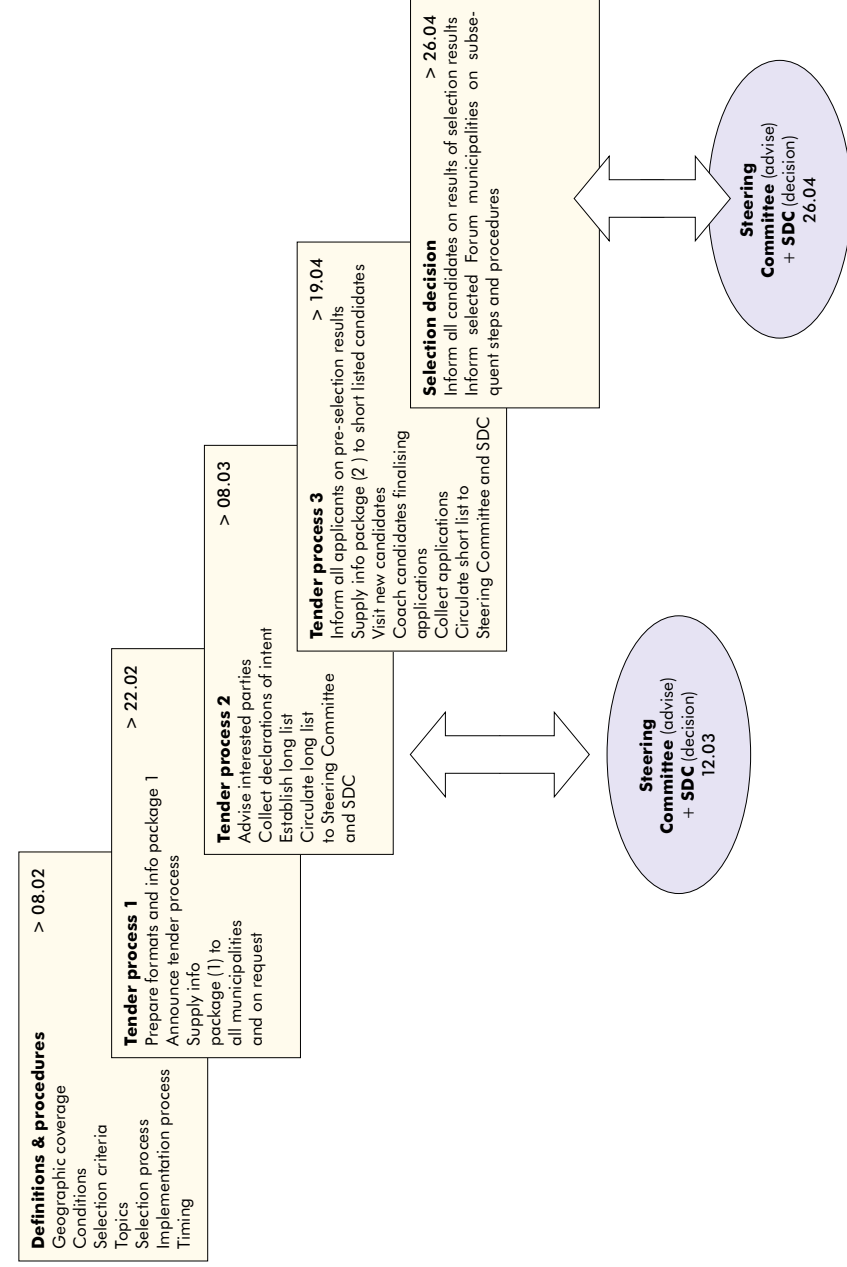 Definitions & procedures > 08.02
Geographic coverage
Conditions
Selection criteria
Topics
Selection process
Implementation process
Timing
Tender process 1 > 22.02
Prepare formats and info package 1
Announce tender process
Supply info
package (1) to
all municipalities
and on request
Tender process 2 > 08.03
Advise interested parties
Collect declarations of intent
Establish long list
Circulate long list
to Steering Committee
and SDC
Tender process 3 > 19.04
Inform all applicants on pre-selection results
Supply info package (2 ) to short listed candidates
Visit new candidates
Coach candidates finalising
applications
Collect applications
Circulate short list to
Steering Committee and SDC
Selection decision > 26.04
Inform all candidates on results of selection results
Inform selected Forum municipalities on subse-
quent steps and procedures
Steering
Committee (advise)
+ SDC (decision)
12.03
Steering
Committee (advise)
+ SDC (decision)
26.04